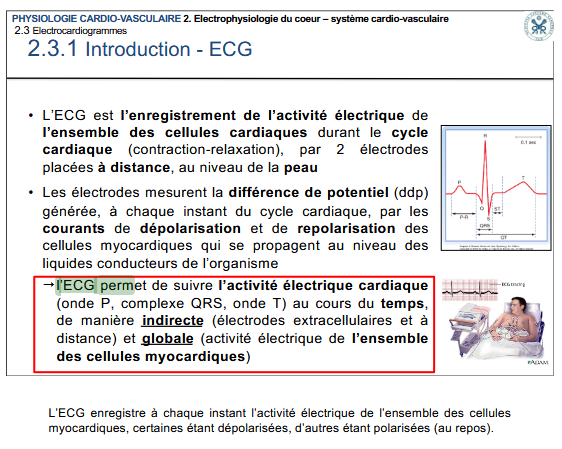 PHYSIOLOGIE CARDIO-VASCULAIRE 2. Electrophysiologie du coeur – système cardio-vasculaire
2.3 Electrocardiogrammes
2.3.1 Introduction - ECG
• L'ECG est l'enregistrement de l'activité électrique de
l'ensemble des cellules cardiaques durant le cycle
cardiaque (contraction-relaxation), par 2 électrodes
placées à distance, au niveau de la peau
• Les électrodes mesurent la différence de potentiel (ddp)
générée, à chaque instant du cycle cardiaque, par les
courants de dépolarisation et de repolarisation des
cellules myocardiques qui se propagent au niveau des
liquides conducteurs de l'organisme
→l'ECG permet de suivre l'activité électrique cardiaque
(onde P, complexe QRS, onde T) au cours du temps,
de manière indirecte (électrodes extracellulaires et à
distance) et globale (activité électrique de l'ensemble
des cellules myocardiques)
R
0.1 sec
P
T
Q
S
P-R
ST
QRS
QT
ECG tracing
ADAM
L'ECG enregistre à chaque instant l'activité électrique de l'ensemble des cellules
myocardiques, certaines étant dépolarisées, d'autres étant polarisées (au repos).